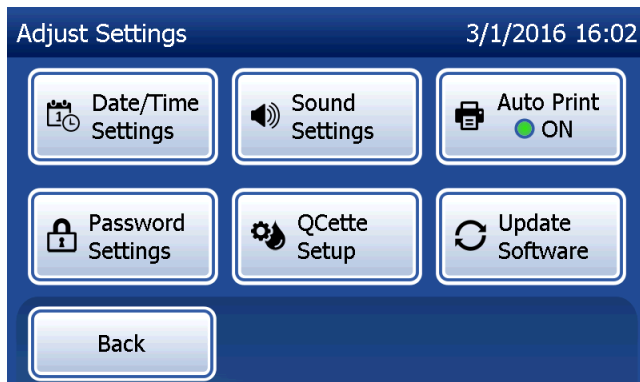 Adjust Settings 3/1/2016 16:02
Date/Time
Settings
Sound
Settings
Auto Print
ON
Password
Settings
QCette
Setup
Update
Software
Back